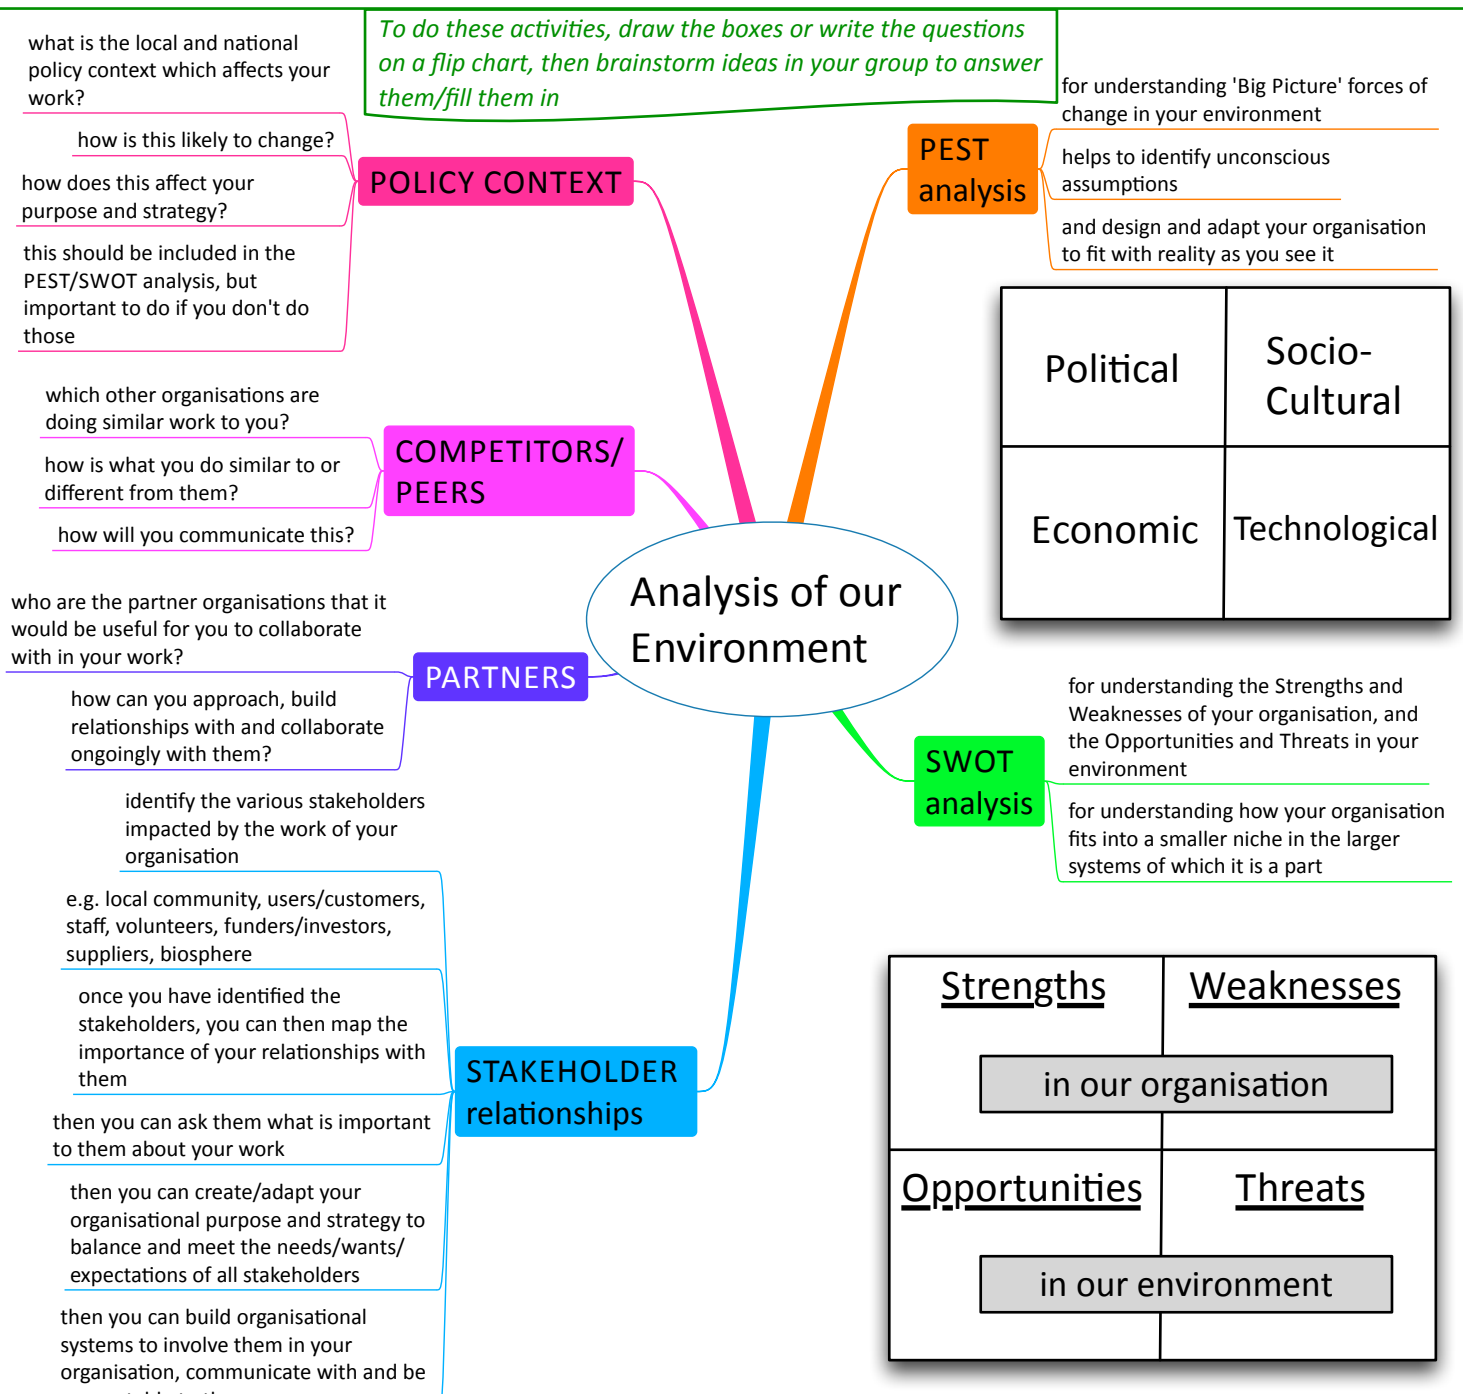 To do these activities, draw the boxes or write the questions
on a flip chart, then brainstorm ideas in your group to answer
them/fill them in
what is the local and national
policy context which affects your
work?
how is this likely to change?
how does this affect your
purpose and strategy?
this should be included in the
PEST/SWOT analysis, but
important to do if you don't do
those
POLICY CONTEXT
which other organisations are
doing similar work to you?
how is what you do similar to or
different from them?
how will you communicate this?
COMPETITORS/
PEERS
who are the partner organisations that it
would be useful for you to collaborate
with in your work?
how can you approach, build
relationships with and collaborate
ongoingly with them?
PARTNERS
identify the various stakeholders
impacted by the work of your
organisation
e.g. local community, users/customers,
staff, volunteers, funders/investors,
suppliers, biosphere
once you have identified the
stakeholders, you can then map the
importance of your relationships with
them
then you can ask them what is important
to them about your work
then you can create/adapt your
organisational purpose and strategy to
balance and meet the needs/wants/
expectations of all stakeholders
then you can build organisational
systems to involve them in your
organisation, communicate with and be
STAKEHOLDER
relationships
Analysis of our
Environment
PEST
analysis
for understanding 'Big Picture' forces of
change in your environment
helps to identify unconscious
assumptions
and design and adapt your organisation
to fit with reality as you see it
Political
Socio-
Cultural
Economic
Technological
SWOT
analysis
for understanding the Strengths and
Weaknesses of your organisation, and
the Opportunities and Threats in your
environment
for understanding how your organisation
fits into a smaller niche in the larger
systems of which it is a part
Strengths
Weaknesses
in our organisation
Opportunities
Threats
in our environment